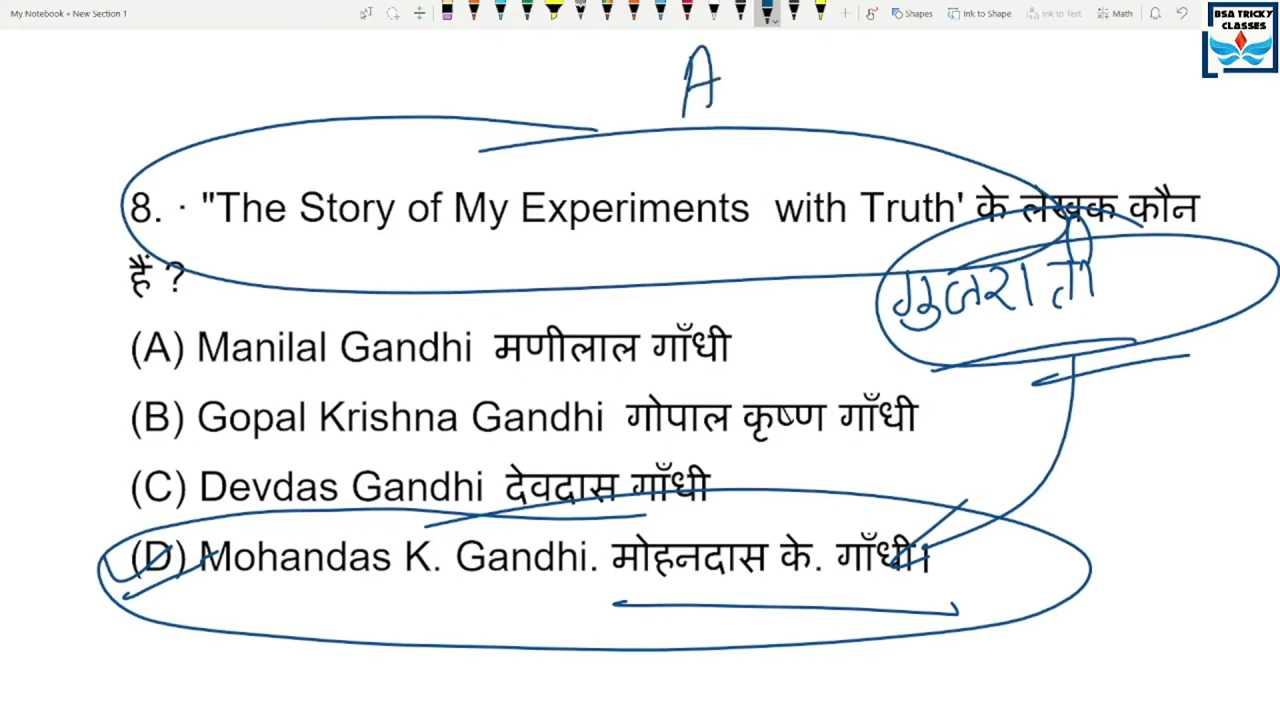 My Notebook » New Section 1
Shapes Ink to Shape Ink to Text Math
BSA TRICKY
CLASSES
A
8. · "The Story of My Experiments with Truth' के लेखक कौन
हैं ?
गुजराती
(A) Manilal Gandhi मणीलाल गाँधी
(B) Gopal Krishna Gandhi गोपाल कृष्ण गाँधी
(C) Devdas Gandhi देवदास गाँधी
(D) Mohandas K. Gandhi. मोहनदास के. गाँधी।